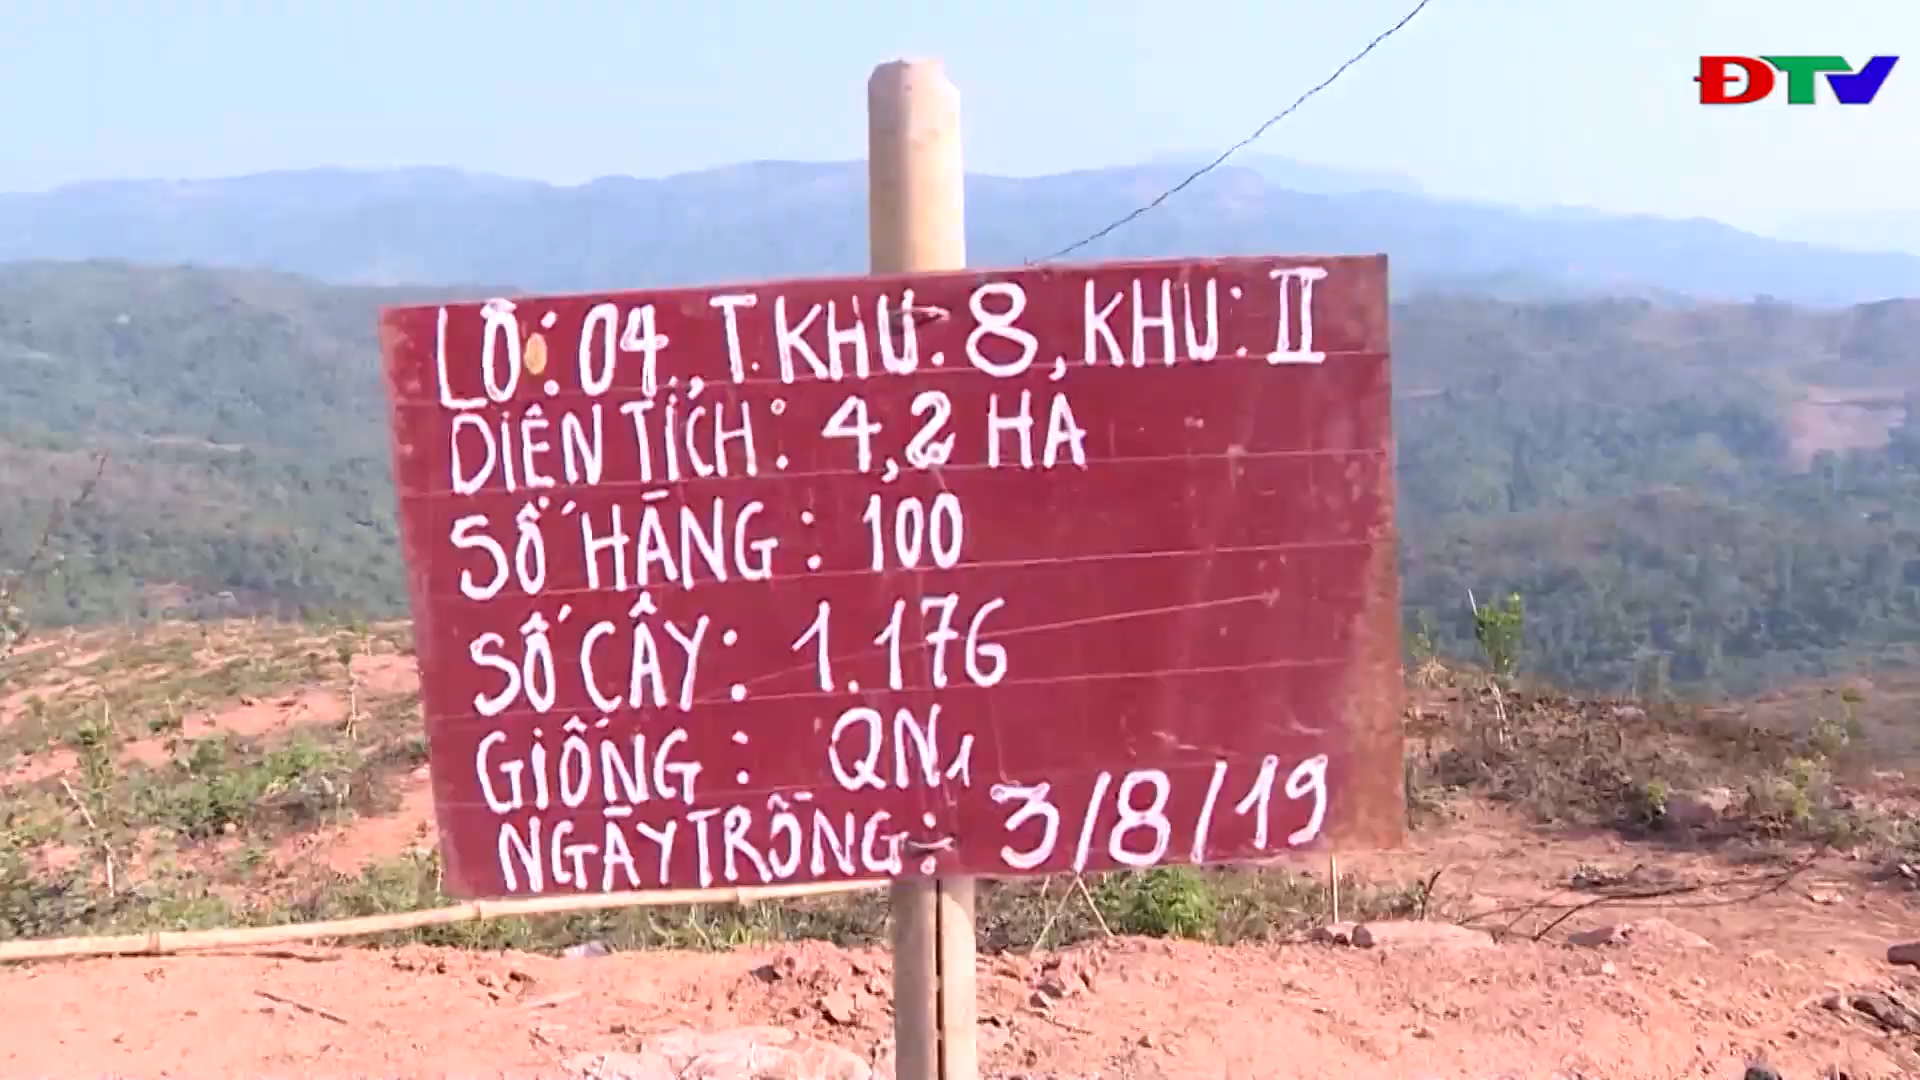 ĐTV
LÔ: 04, T.KHU: 8, KHU: II
DIỆN TÍCH: 4,2 HA
SỐ HÀNG: 100
SỐ CÂY: 1.176
GIỐNG: QN1
NGÀY TRỒNG: 3/8/19